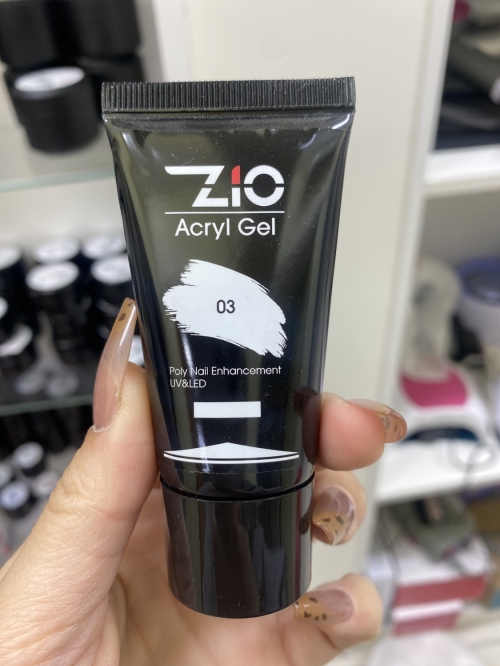 ZIO
Acryl Gel
03
Poly Nail Enhancement
UV&LED